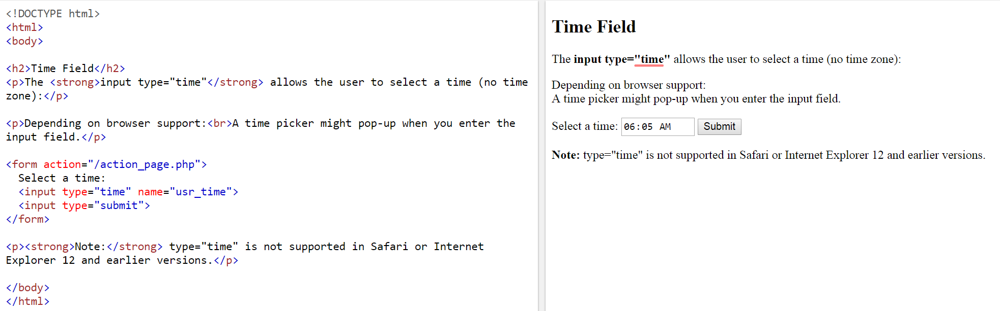 <!DOCTYPE html>
<html>
<body>
<h2>Time Field</h2>
<p>The <strong>input type="time"</strong> allows the user to select a time (no time
zone):</p>
<p>Depending on browser support:<br>A time picker might pop-up when you enter the
input field.</p>
<form action="/action_page.php">
  Select a time:
  <input type="time" name="usr_time">
  <input type="submit">
</form>
<p><strong>Note:</strong> type="time" is not supported in Safari or Internet
Explorer 12 and earlier versions.</p>
</body>
</html>
Time Field
The input type="time" allows the user to select a time (no time zone):
Depending on browser support:
A time picker might pop-up when you enter the input field.
Select a time: 06:05 AM Submit
Note: type="time" is not supported in Safari or Internet Explorer 12 and earlier versions.